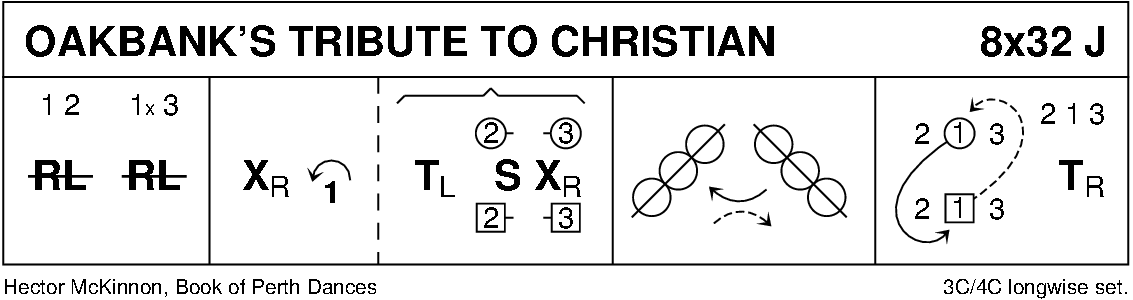 OAKBANK'S TRIBUTE TO CHRISTIAN 8x32 J
1 2 1x 3
RL RL
XR 1
2 3
TL S XR
2 3
2 1 3 2 1 3
TR
2 1 3
Hector McKinnon, Book of Perth Dances 3C/4C longwise set.